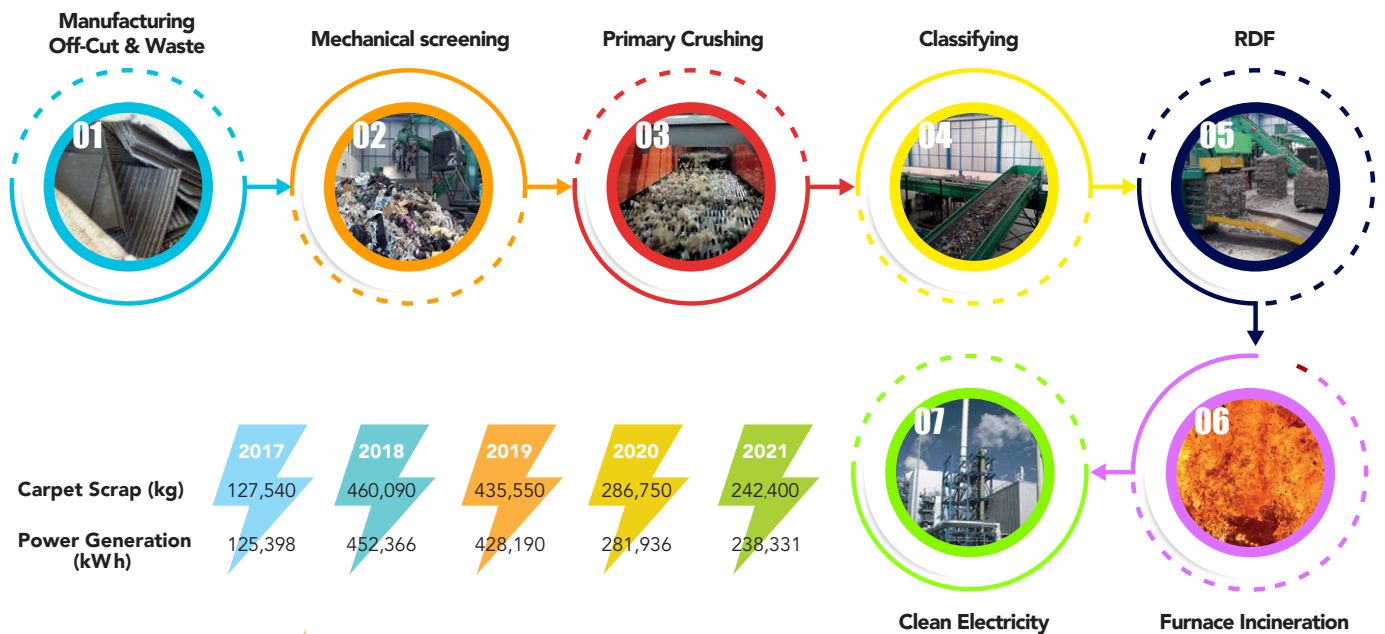 Manufacturing
Off-Cut & Waste
Mechanical screening
Primary Crushing
Classifying
RDF
01
02
03
04
05
07
06
2017
2018
2019
2020
2021
Carpet Scrap (kg)
127,540
460,090
435,550
286,750
242,400
Power Generation
(kWh)
125,398
452,366
428,190
281,936
238,331
Clean Electricity
Furnace Incineration